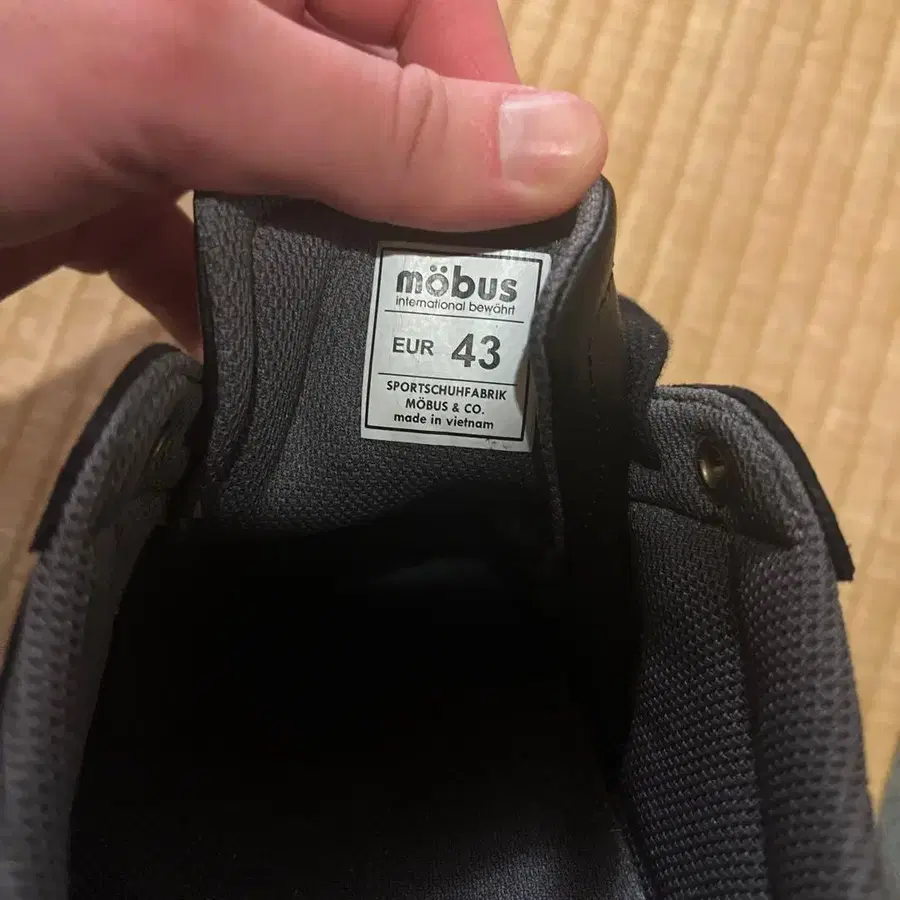 möbus
international bewährt
EUR 43
SPORTSCHUHFABRIK
MÖBUS & CO.
made in vietnam